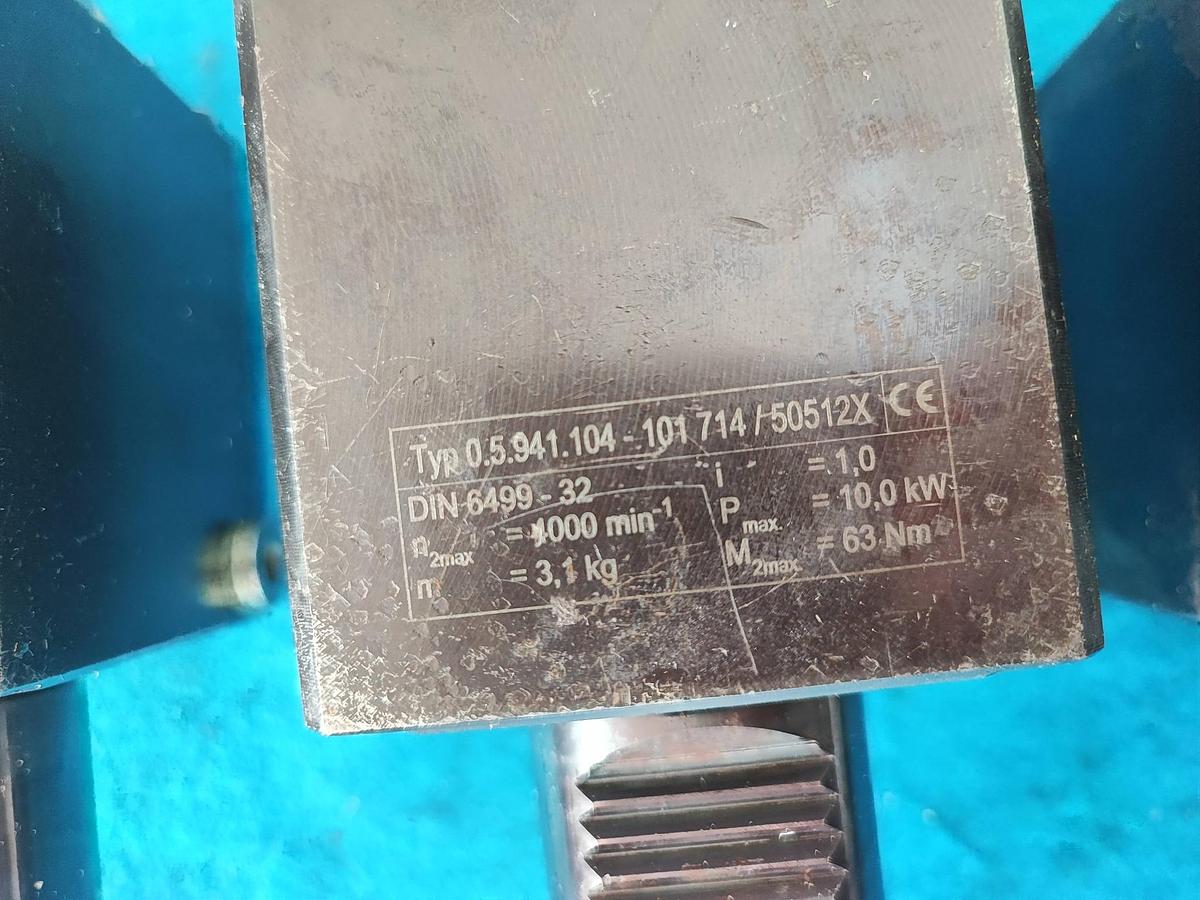 Typ 0.5.941.104 - 101 714 / 50512X CE
DIN 6499 - 32
n2max = 4000 min-1
m = 3,1 kg
i = 1,0
Pmax. = 10,0 kW
M2max. = 63 Nm